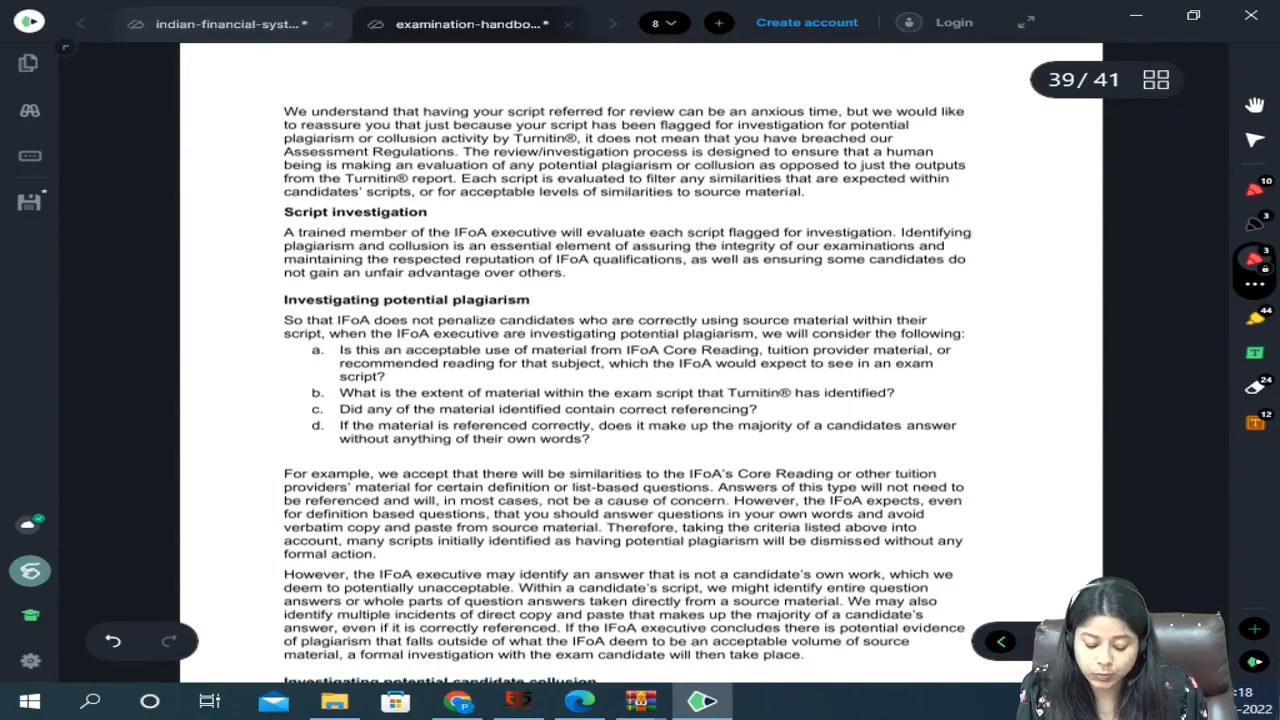 indian-financial-syst...*
examination-handbo...*
8
Create account
Login
39 / 41
We understand that having your script referred for review can be an anxious time, but we would like
to reassure you that just because your script has been flagged for investigation for potential
plagiarism or collusion activity by Turnitin®, it does not mean that you have breached our
Assessment Regulations. The review/investigation process is designed to ensure that a human
being is making an evaluation of any potential plagiarism or collusion as opposed to just the outputs
from the Turnitin® report. Each script is evaluated to filter any similarities that are expected within
candidates' scripts, or for acceptable levels of similarities to source material.
Script investigation
A trained member of the IFoA executive will evaluate each script flagged for investigation. Identifying
plagiarism and collusion is an essential element of assuring the integrity of our examinations and
maintaining the respected reputation of IFoA qualifications, as well as ensuring some candidates do
not gain an unfair advantage over others.
Investigating potential plagiarism
So that IFoA does not penalize candidates who are correctly using source material within their
script, when the IFoA executive are investigating potential plagiarism, we will consider the following:
a. Is this an acceptable use of material from IFoA Core Reading, tuition provider material, or
recommended reading for that subject, which the IFoA would expect to see in an exam
script?
b. What is the extent of material within the exam script that Turnitin® has identified?
c. Did any of the material identified contain correct referencing?
d. If the material is referenced correctly, does it make up the majority of a candidates answer
without anything of their own words?
For example, we accept that there will be similarities to the IFoA's Core Reading or other tuition
providers' material for certain definition or list-based questions. Answers of this type will not need to
be referenced and will, in most cases, not be a cause of concern. However, the IFoA expects, even
for definition based questions, that you should answer questions in your own words and avoid
verbatim copy and paste from source material. Therefore, taking the criteria listed above into
account, many scripts initially identified as having potential plagiarism will be dismissed without any
formal action.
However, the IFoA executive may identify an answer that is not a candidate's own work, which we
deem to potentially unacceptable. Within a candidate's script, we might identify entire question
answers or whole parts of question answers taken directly from a source material. We may also
identify multiple incidents of direct copy and paste that makes up the majority of a candidate's
answer, even if it is correctly referenced. If the IFoA executive concludes there is potential evidence
of plagiarism that falls outside of what the IFoA deem to be an acceptable volume of source
material, a formal investigation with the exam candidate will then take place.
Investigating potential candidate collusion
10
3
3
44
T
24
T 12
:18
-2022